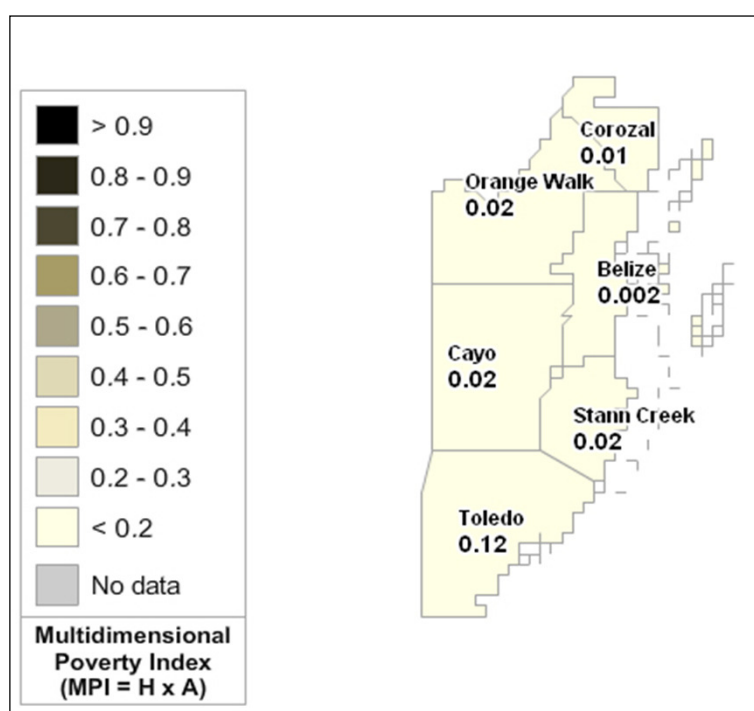 > 0.9
0.8 - 0.9
0.7 - 0.8
0.6 - 0.7
0.5 - 0.6
0.4 - 0.5
0.3 - 0.4
0.2 - 0.3
< 0.2
No data
Multidimensional
Poverty Index
(MPI = H x A)
Corozal
0.01
Orange Walk
0.02
Belize
0.002
Cayo
0.02
Stann Creek
0.02
Toledo
0.12